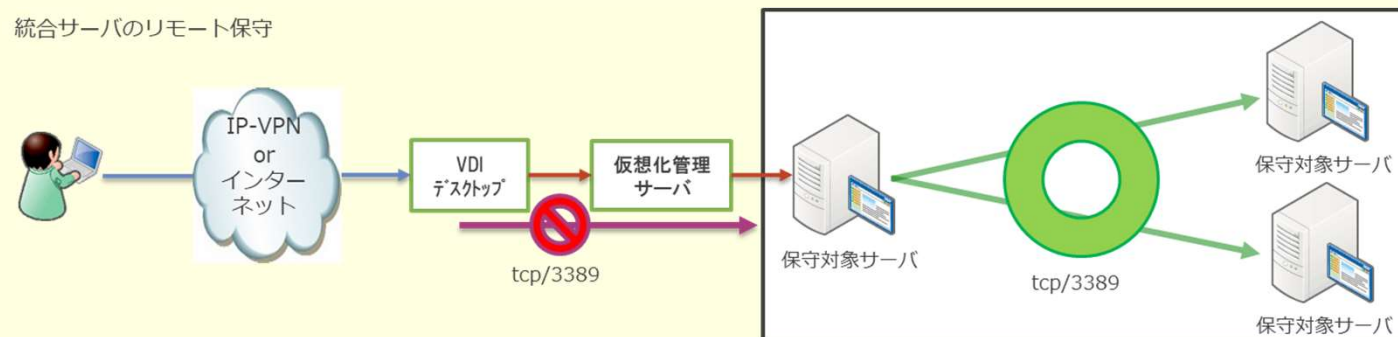 統合サーバのリモート保守
IP-VPN
or
インター
ネット
VDI
ﾃﾞｽｸﾄｯﾌﾟ
仮想化管理
サーバ
tcp/3389
保守対象サーバ
tcp/3389
保守対象サーバ
保守対象サーバ